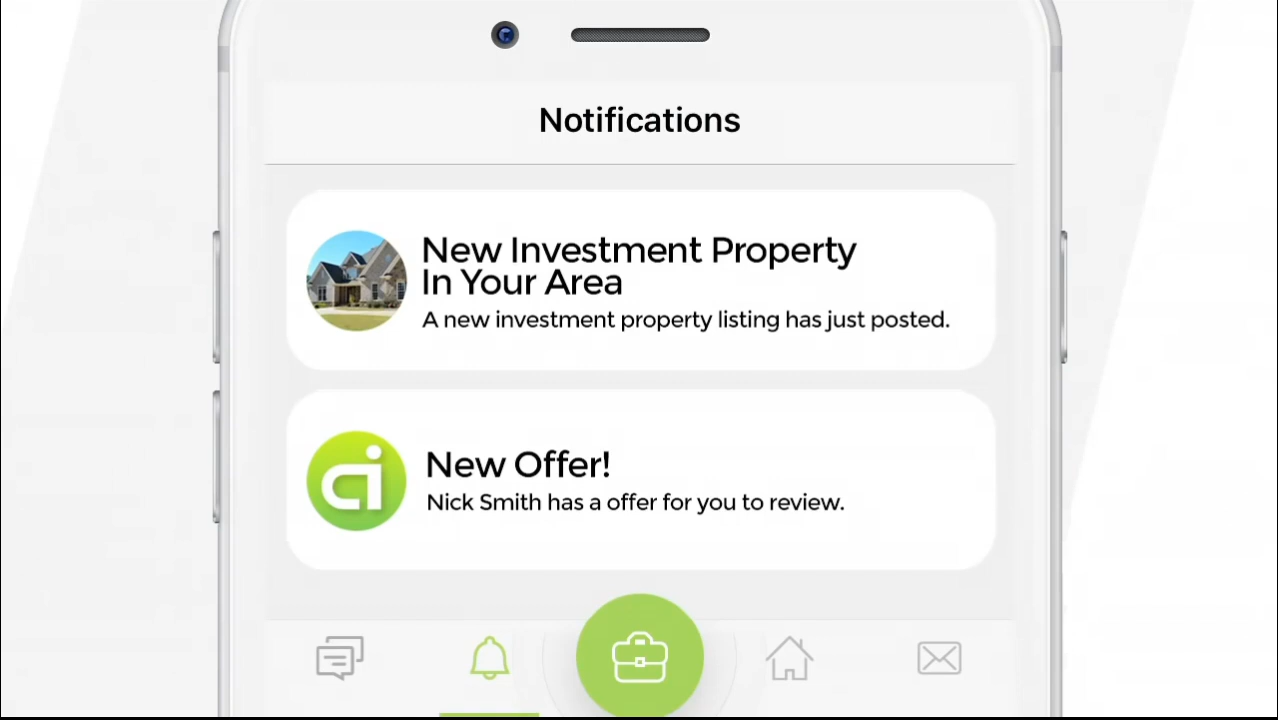 Notifications
New Investment Property
In Your Area
A new investment property listing has just posted.
ai
New Offer!
Nick Smith has a offer for you to review.